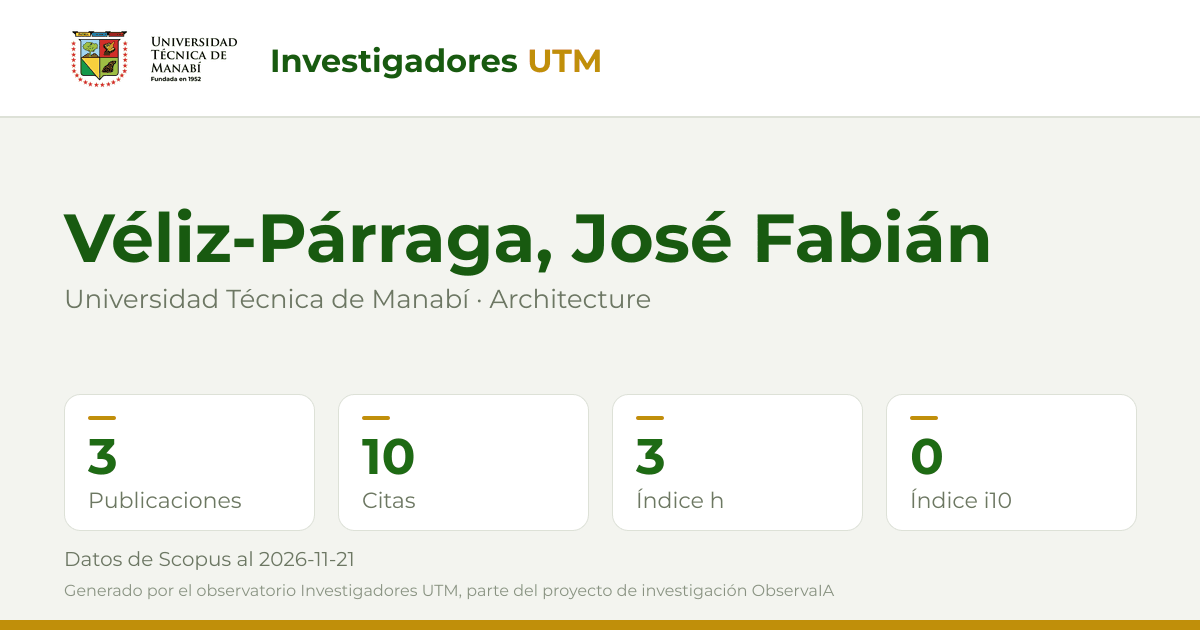 UNIVERSIDAD
TÉCNICA DE
MANABÍ
Fundada en 1952
Investigadores UTM
Véliz-Párraga, José Fabián
Universidad Técnica de Manabí · Architecture
3
Publicaciones
10
Citas
3
Índice h
0
Índice i10
Datos de Scopus al 2026-11-21
Generado por el observatorio Investigadores UTM, parte del proyecto de investigación ObservaIA